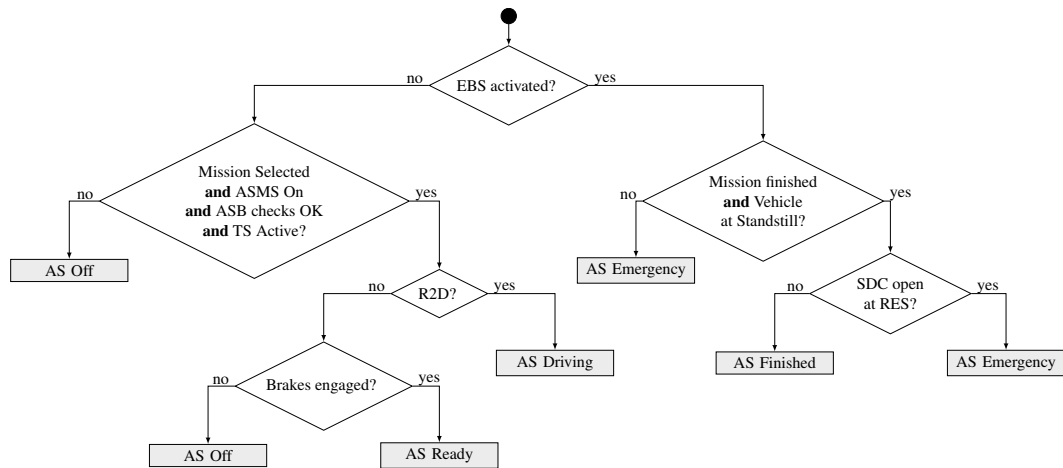 EBS activated?
no
yes
Mission Selected
and ASMS On
and ASB checks OK
and TS Active?
no
yes
Mission finished
and Vehicle
at Standstill?
no
yes
AS Off
AS Emergency
R2D?
no
yes
SDC open
at RES?
no
yes
AS Driving
AS Finished
AS Emergency
Brakes engaged?
no
yes
AS Off
AS Ready